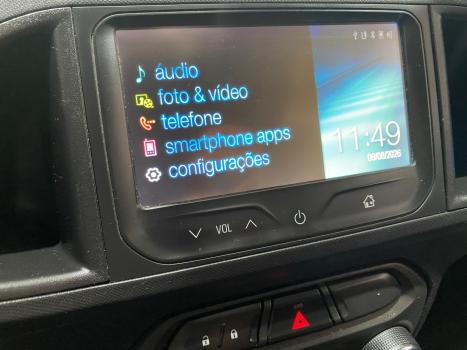 áudio
foto & vídeo
telefone
smartphone apps
configurações
11:49
09/08/2026
VOL